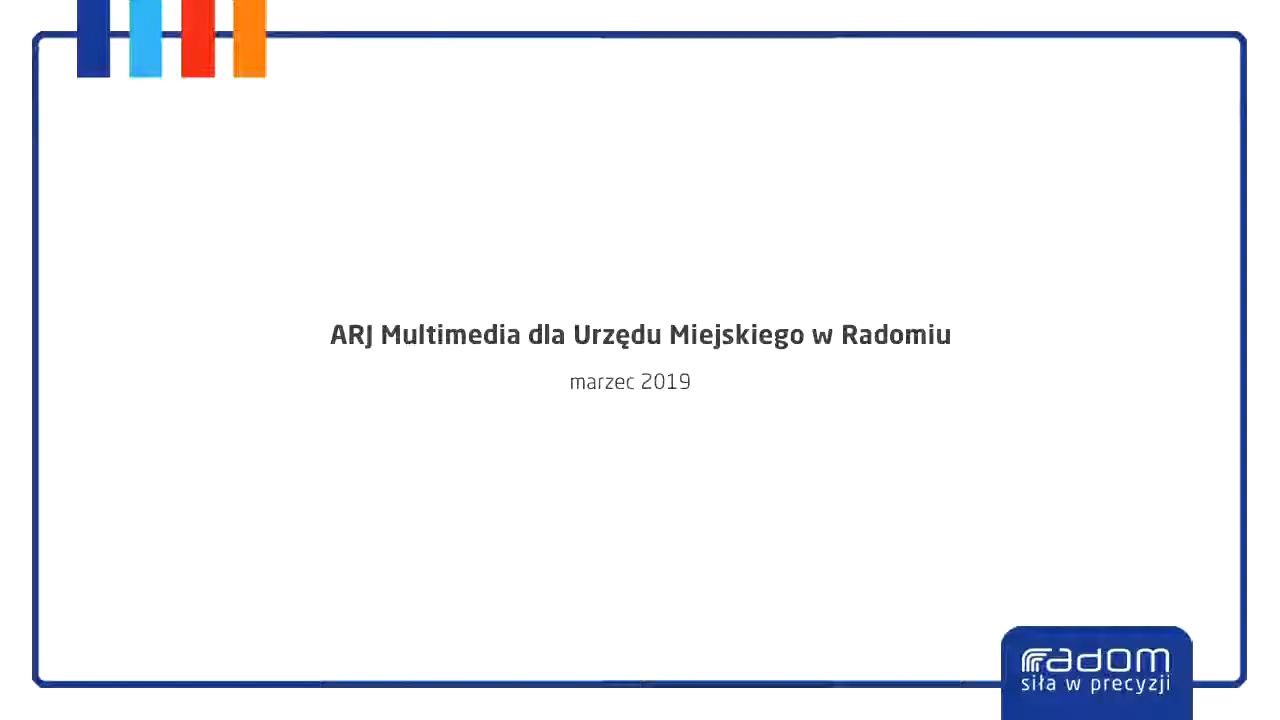 ARJ Multimedia dla Urzędu Miejskiego w Radomiu
marzec 2019
radom
siła w precyzji